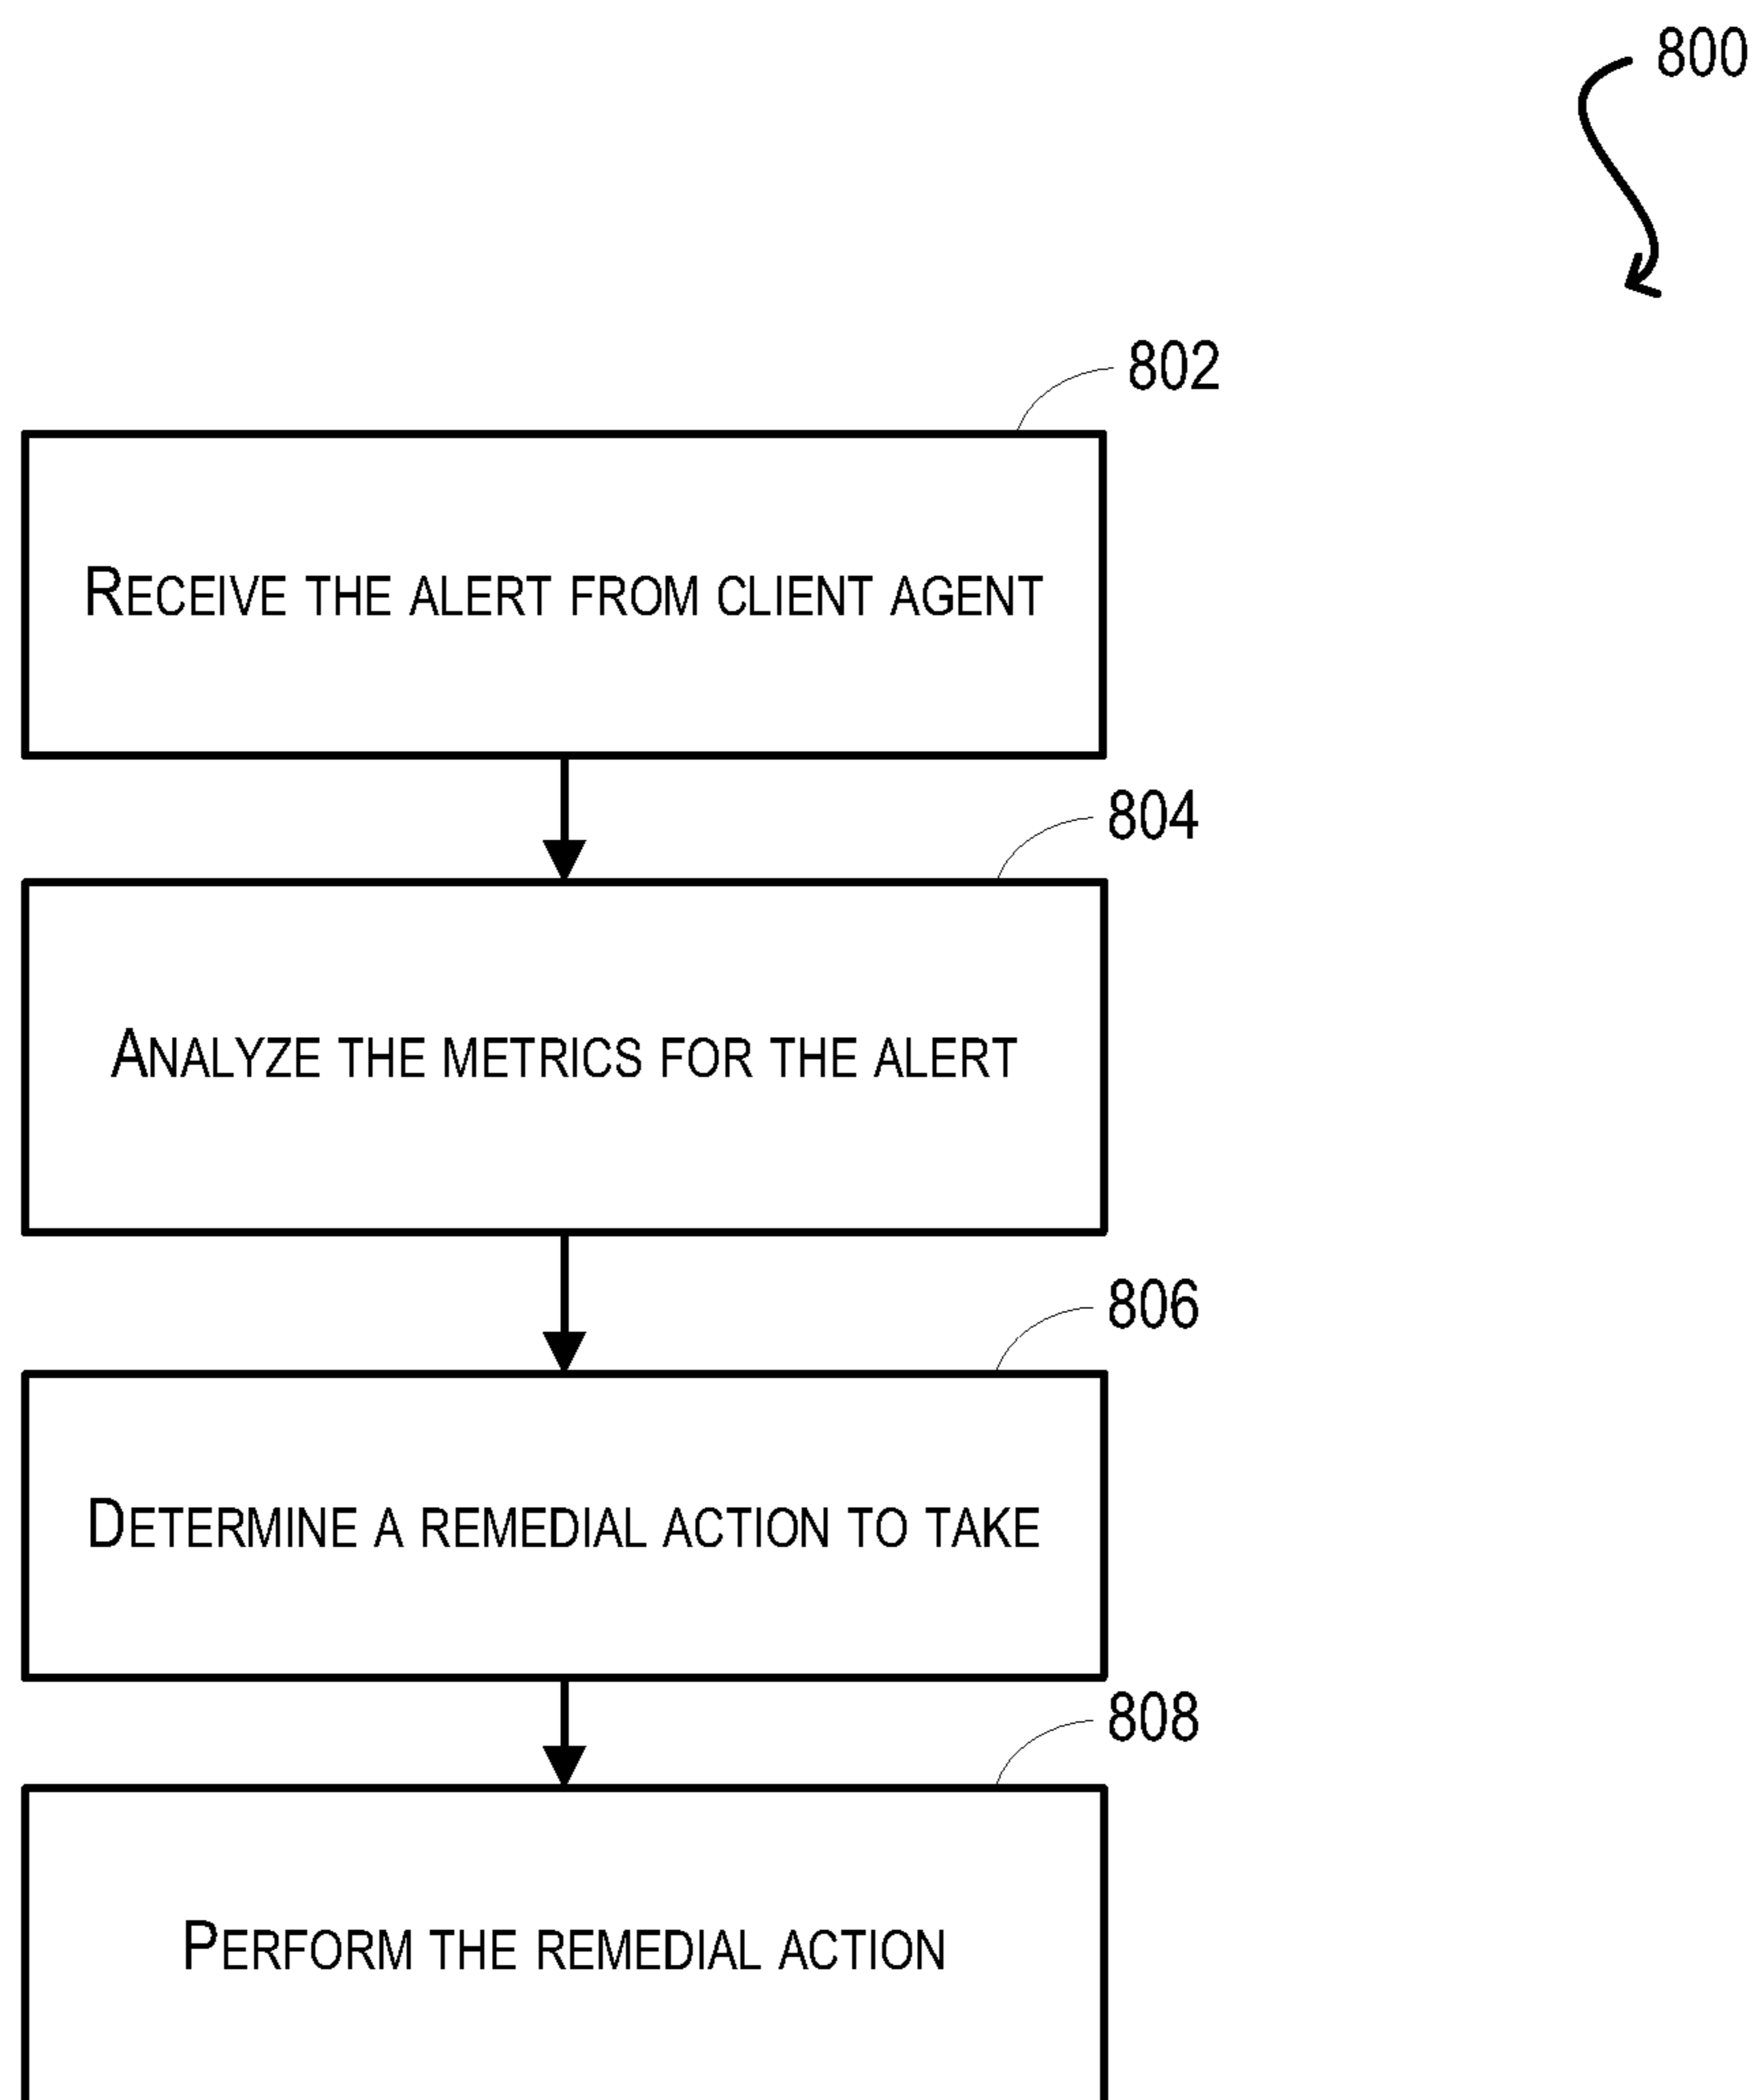 800
802
RECEIVE THE ALERT FROM CLIENT AGENT
804
ANALYZE THE METRICS FOR THE ALERT
806
DETERMINE A REMEDIAL ACTION TO TAKE
808
PERFORM THE REMEDIAL ACTION